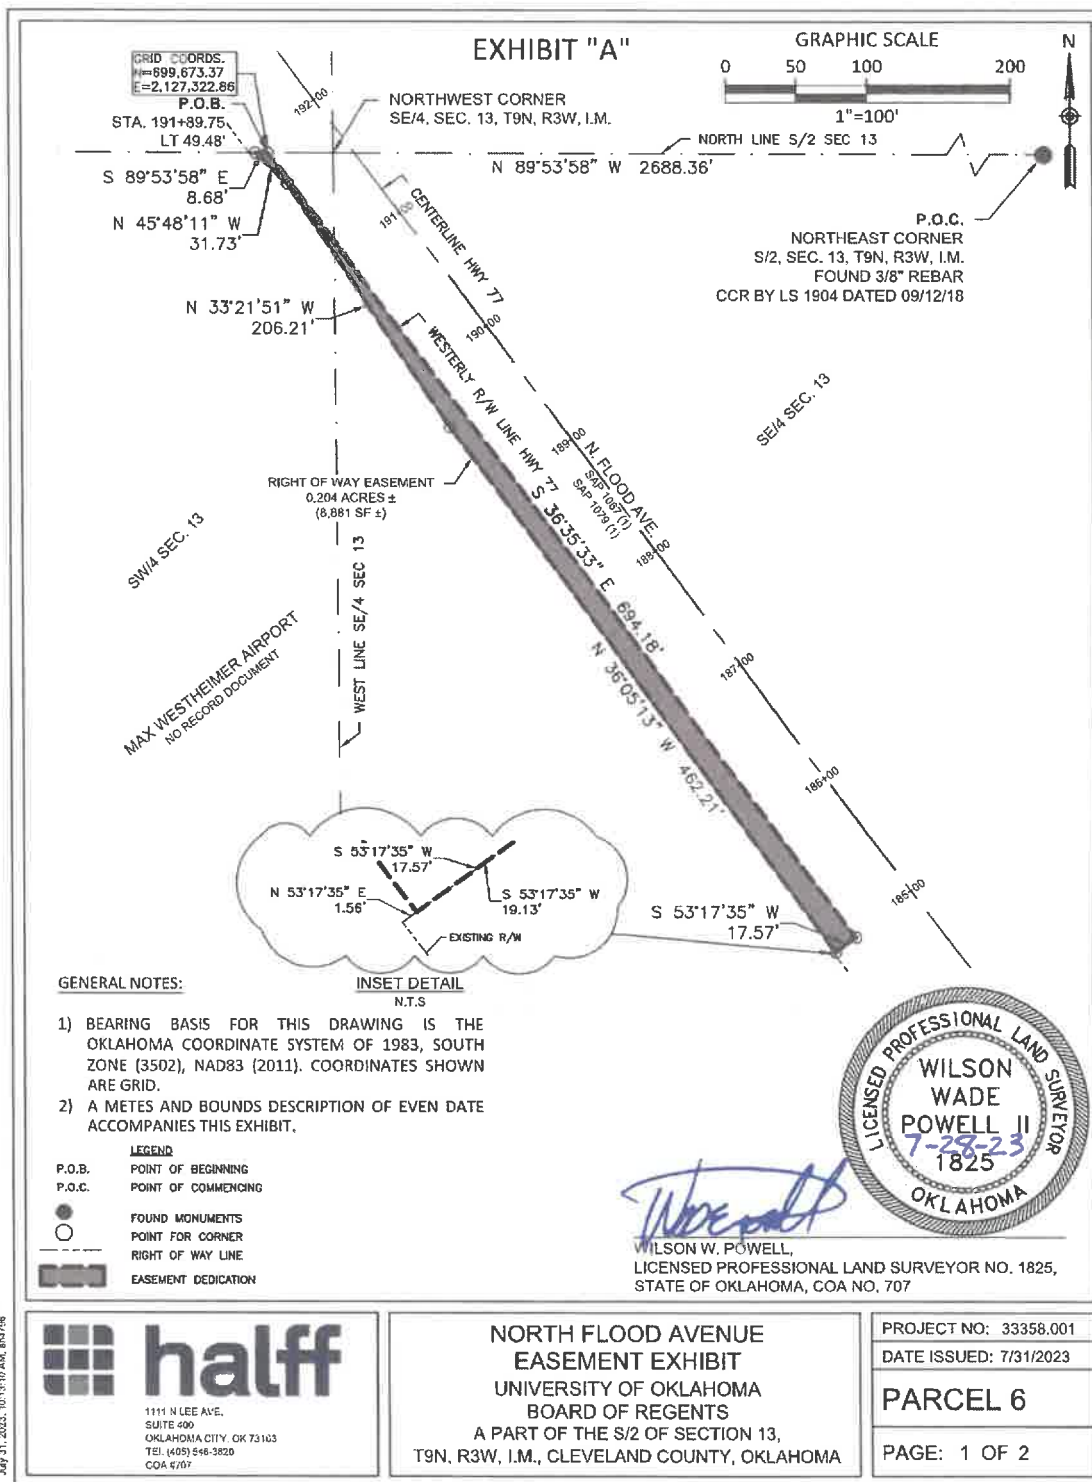 EXHIBIT "A"
GRAPHIC SCALE
0 50 100 200
1"=100'
N
GRID COORDS.
N=699,673.37
E=2,127,322.86
P.O.B.
STA. 191+89.75
LT 49.48'
192+00
NORTHWEST CORNER
SE/4, SEC. 13, T9N, R3W, I.M.
NORTH LINE S/2 SEC 13
N 89°53'58" W 2688.36'
S 89°53'58" E
8.68'
N 45°48'11" W
31.73'
191+00
CENTERLINE HWY 77
P.O.C.
NORTHEAST CORNER
S/2, SEC. 13, T9N, R3W, I.M.
FOUND 3/8" REBAR
CCR BY LS 1904 DATED 09/12/18
N 33°21'51" W
206.21'
190+00
WESTERLY R/W LINE HWY 77
SE/4 SEC. 13
189+00
S N. FLOOD AVE. S
SAP 1067(1)
SAP 1079(1)
RIGHT OF WAY EASEMENT
0.204 ACRES ±
(8,881 SF ±)
S 36°35'33" E 694.18'
188+00
SW/4 SEC. 13
WEST LINE SE/4 SEC 13
N 36°05'13" W 462.21'
187+00
MAX WESTHEIMER AIRPORT
NO RECORD DOCUMENT
186+00
185+00
S 53°17'35" W
17.57'
N 53°17'35" E
1.56'
S 53°17'35" W
19.13'
EXISTING R/W
S 53°17'35" W
17.57'
INSET DETAIL
N.T.S
GENERAL NOTES:
1) BEARING BASIS FOR THIS DRAWING IS THE
OKLAHOMA COORDINATE SYSTEM OF 1983, SOUTH
ZONE (3502), NAD83 (2011). COORDINATES SHOWN
ARE GRID.
2) A METES AND BOUNDS DESCRIPTION OF EVEN DATE
ACCOMPANIES THIS EXHIBIT.
LEGEND
P.O.B. POINT OF BEGINNING
P.O.C. POINT OF COMMENCING
FOUND MONUMENTS
POINT FOR CORNER
RIGHT OF WAY LINE
EASEMENT DEDICATION
LICENSED PROFESSIONAL LAND SURVEYOR
WILSON
WADE
POWELL II
7-28-23
1825
OKLAHOMA
WILSON W. POWELL,
LICENSED PROFESSIONAL LAND SURVEYOR NO. 1825,
STATE OF OKLAHOMA, COA NO. 707
halff
1111 N LEE AVE.
SUITE 400
OKLAHOMA CITY, OK 73103
TEL (405) 546-3820
COA #707
NORTH FLOOD AVENUE
EASEMENT EXHIBIT
UNIVERSITY OF OKLAHOMA
BOARD OF REGENTS
A PART OF THE S/2 OF SECTION 13,
T9N, R3W, I.M., CLEVELAND COUNTY, OKLAHOMA
PROJECT NO: 33358.001
DATE ISSUED: 7/31/2023
PARCEL 6
PAGE: 1 OF 2
July 31, 2023, 10:13:10 AM,